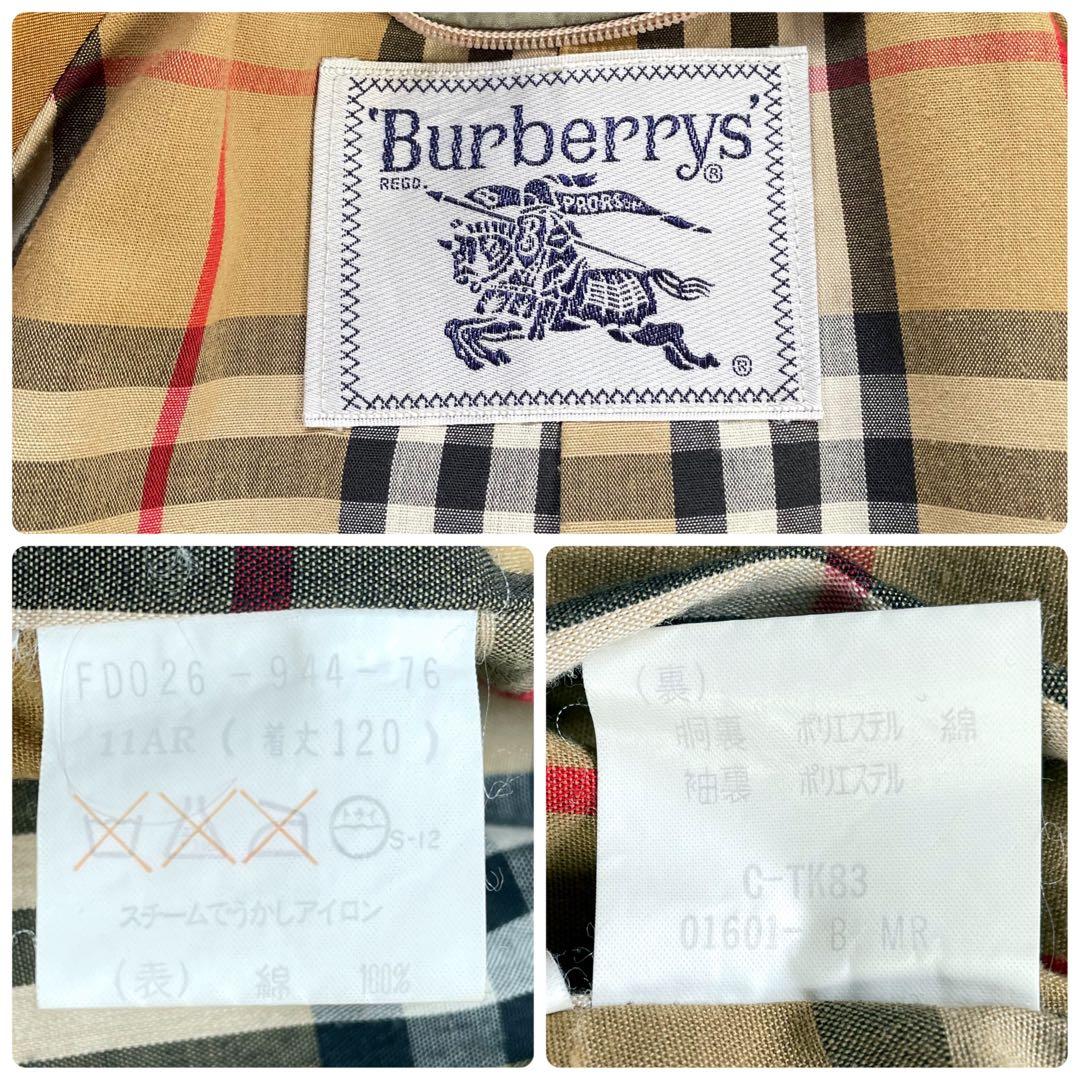 'Burberrys'®
REGD.
PRORSUM
®
FD026-944-76
11AR (着丈120)
ドライ
S-12
スチームでうかしアイロン
(表) 綿 100%
(裏)
胴裏 ポリエステル 綿
袖裏 ポリエステル
C-TK83
01601- B MR